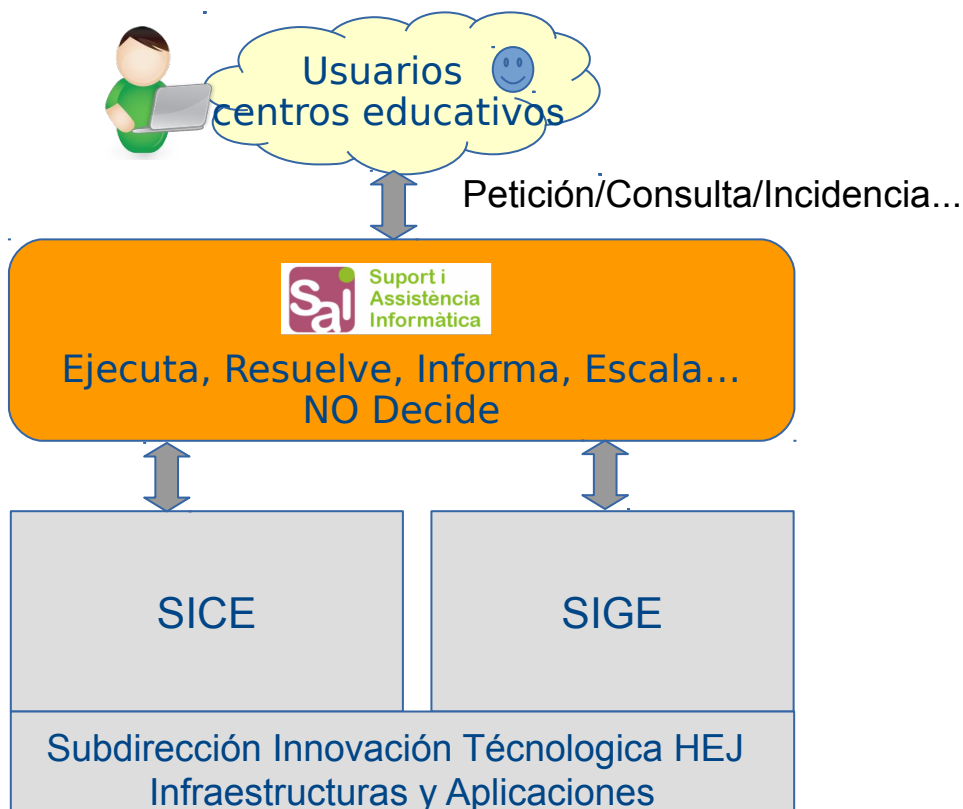 Usuarios
centros educativos
Petición/Consulta/Incidencia...
Sai
Suport i
Assistència
Informàtica
Ejecuta, Resuelve, Informa, Escala...
NO Decide
SICE
SIGE
Subdirección Innovación Técnologica HEJ
Infraestructuras y Aplicaciones